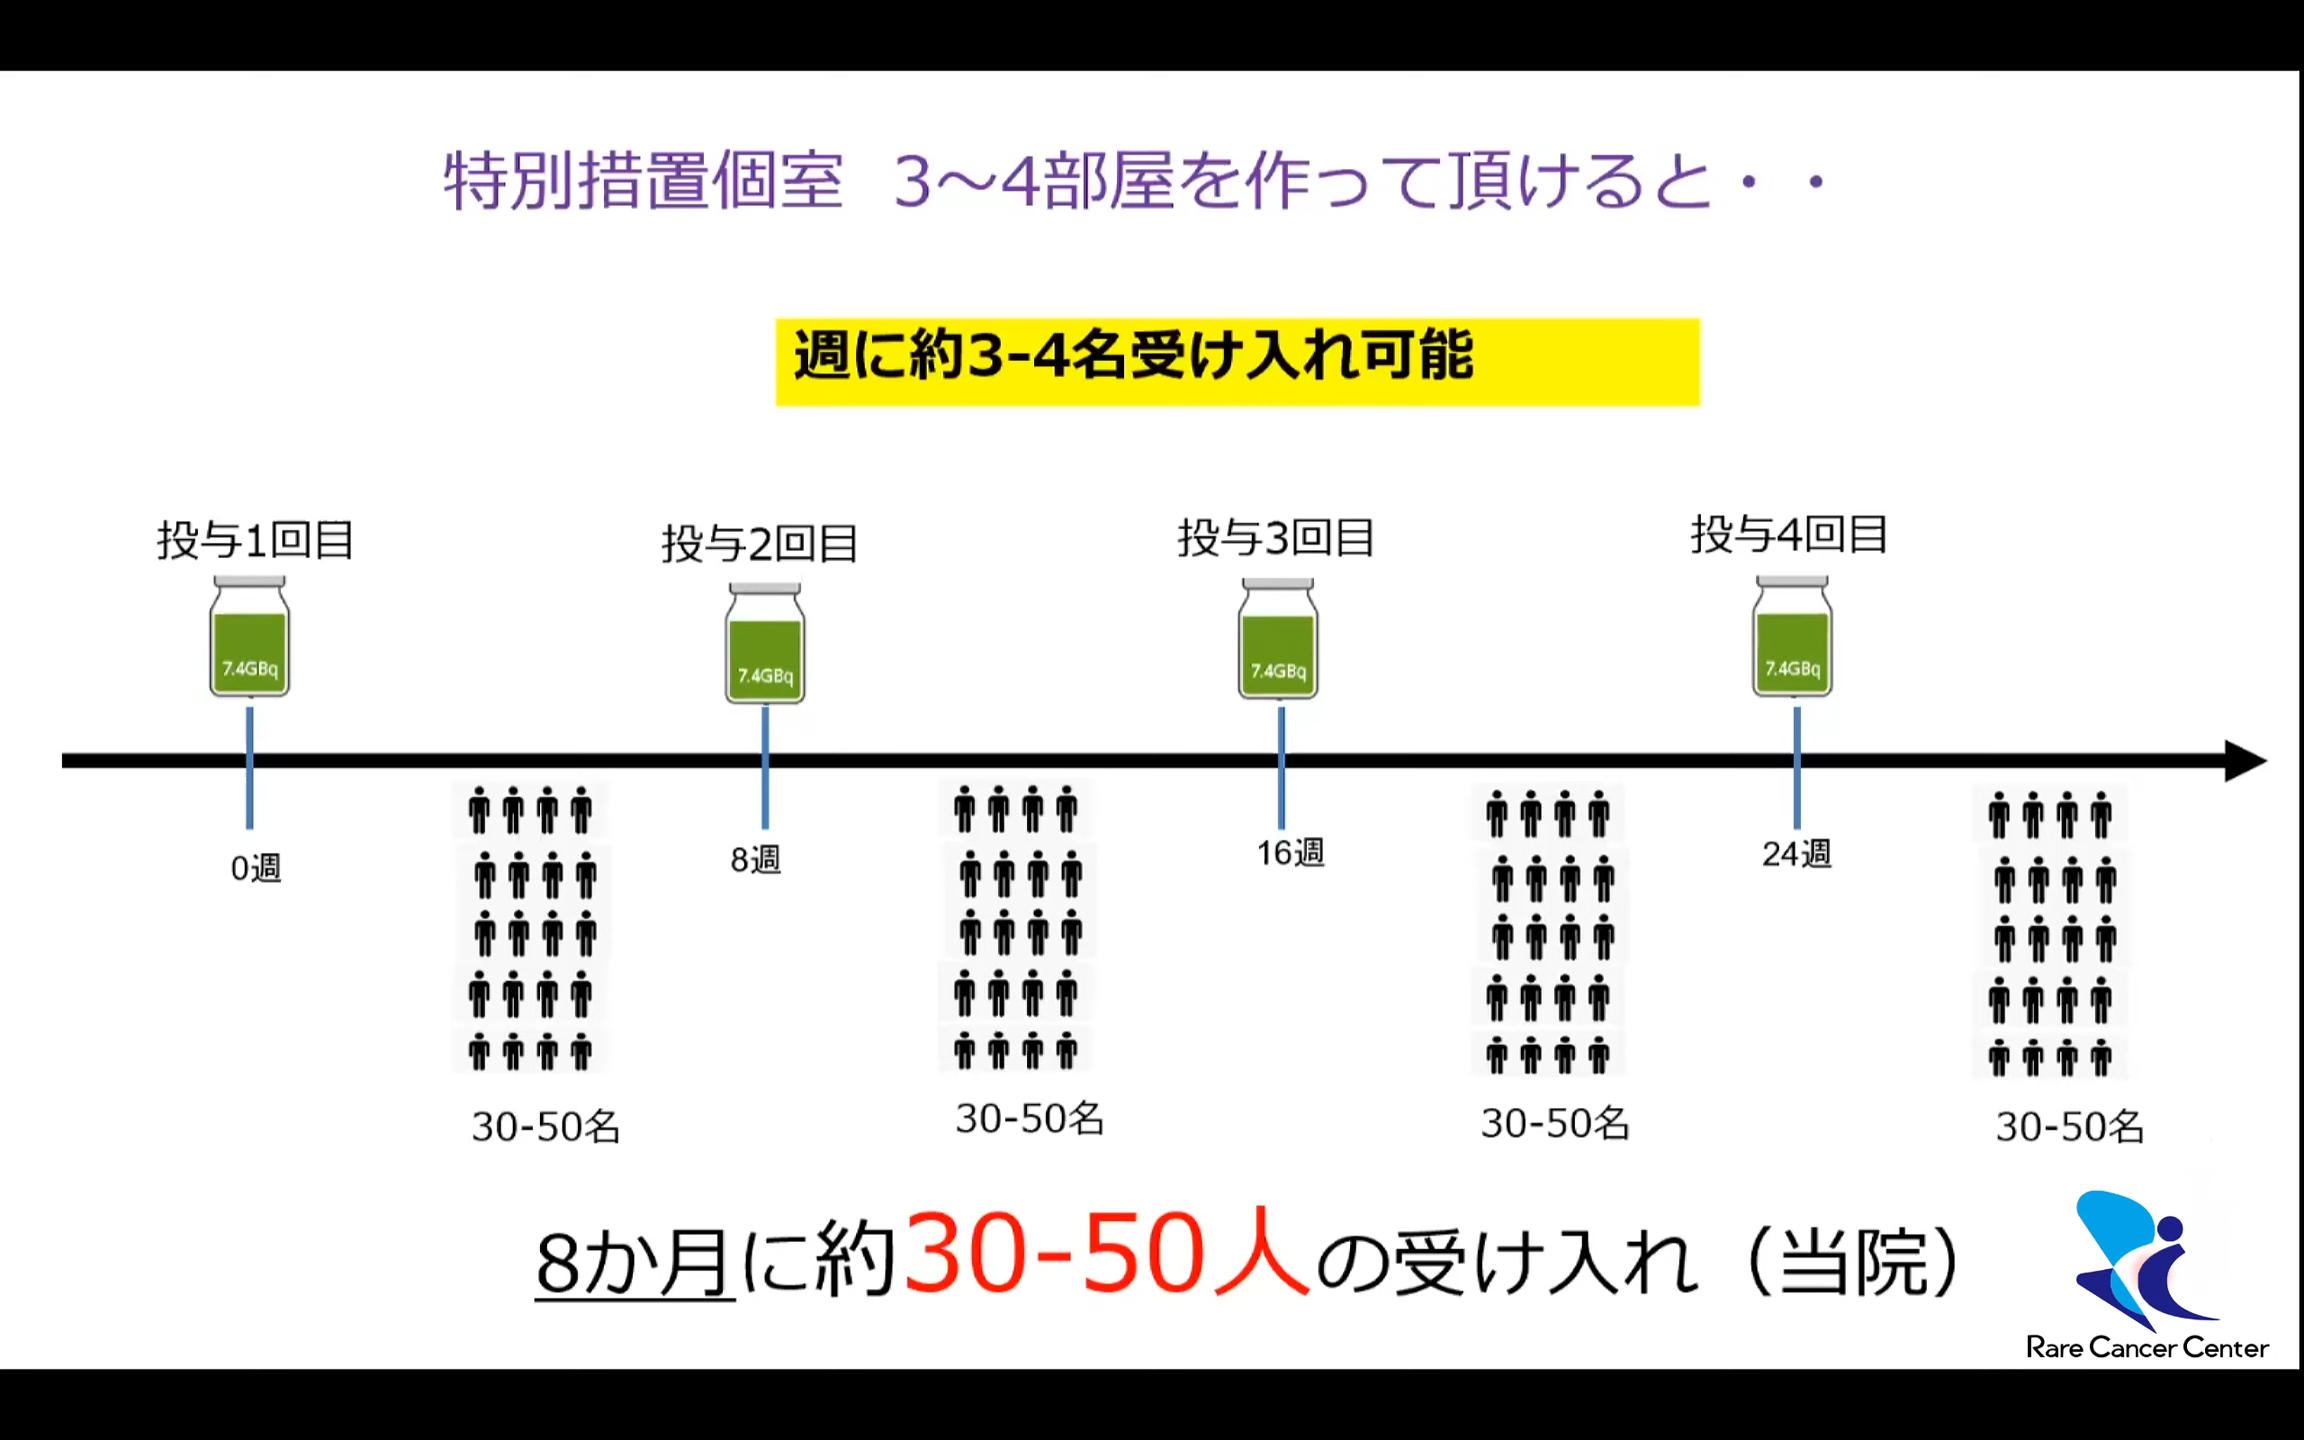 特別措置個室 3～4部屋を作って頂けると・・
週に約3-4名受け入れ可能
投与1回目
投与2回目
投与3回目
投与4回目
7.4GBq
7.4GBq
7.4GBq
7.4GBq
0週
8週
16週
24週
30-50名
30-50名
30-50名
30-50名
8か月に約30-50人の受け入れ（当院）
Rare Cancer Center